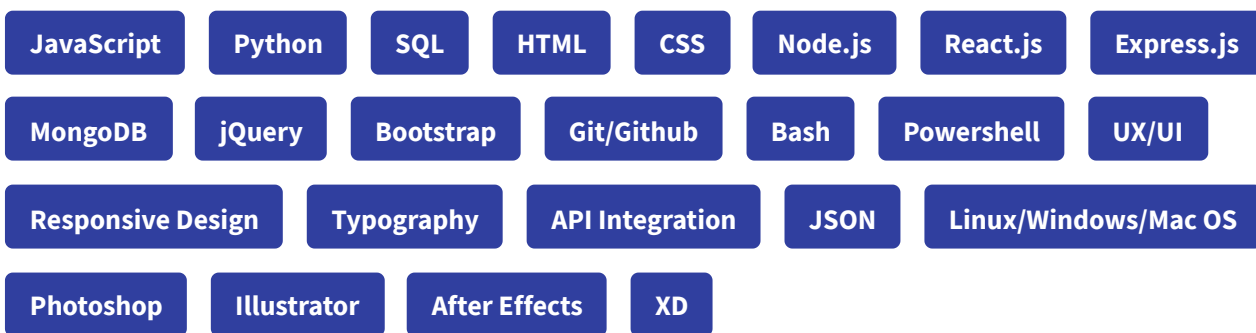 JavaScript Python SQL HTML CSS Node.js React.js Express.js
MongoDB jQuery Bootstrap Git/Github Bash Powershell UX/UI
Responsive Design Typography API Integration JSON Linux/Windows/Mac OS
Photoshop Illustrator After Effects XD